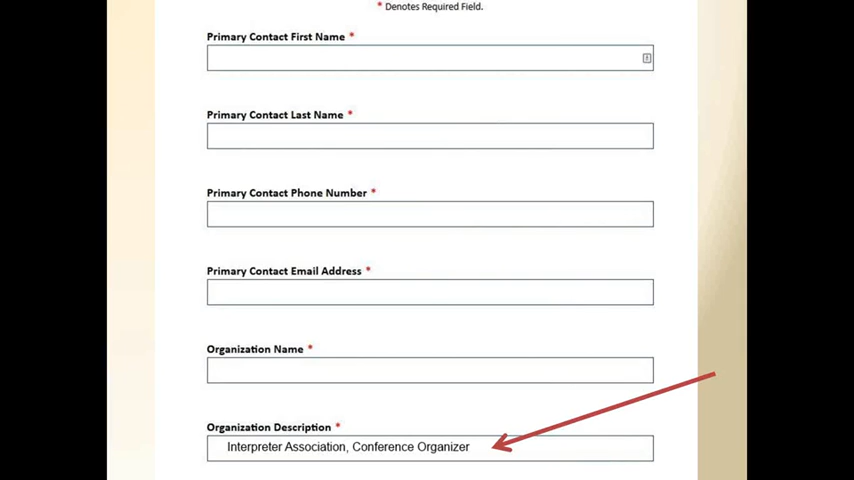 * Denotes Required Field.
Primary Contact First Name *
Primary Contact Last Name *
Primary Contact Phone Number *
Primary Contact Email Address *
Organization Name *
Organization Description *
Interpreter Association, Conference Organizer